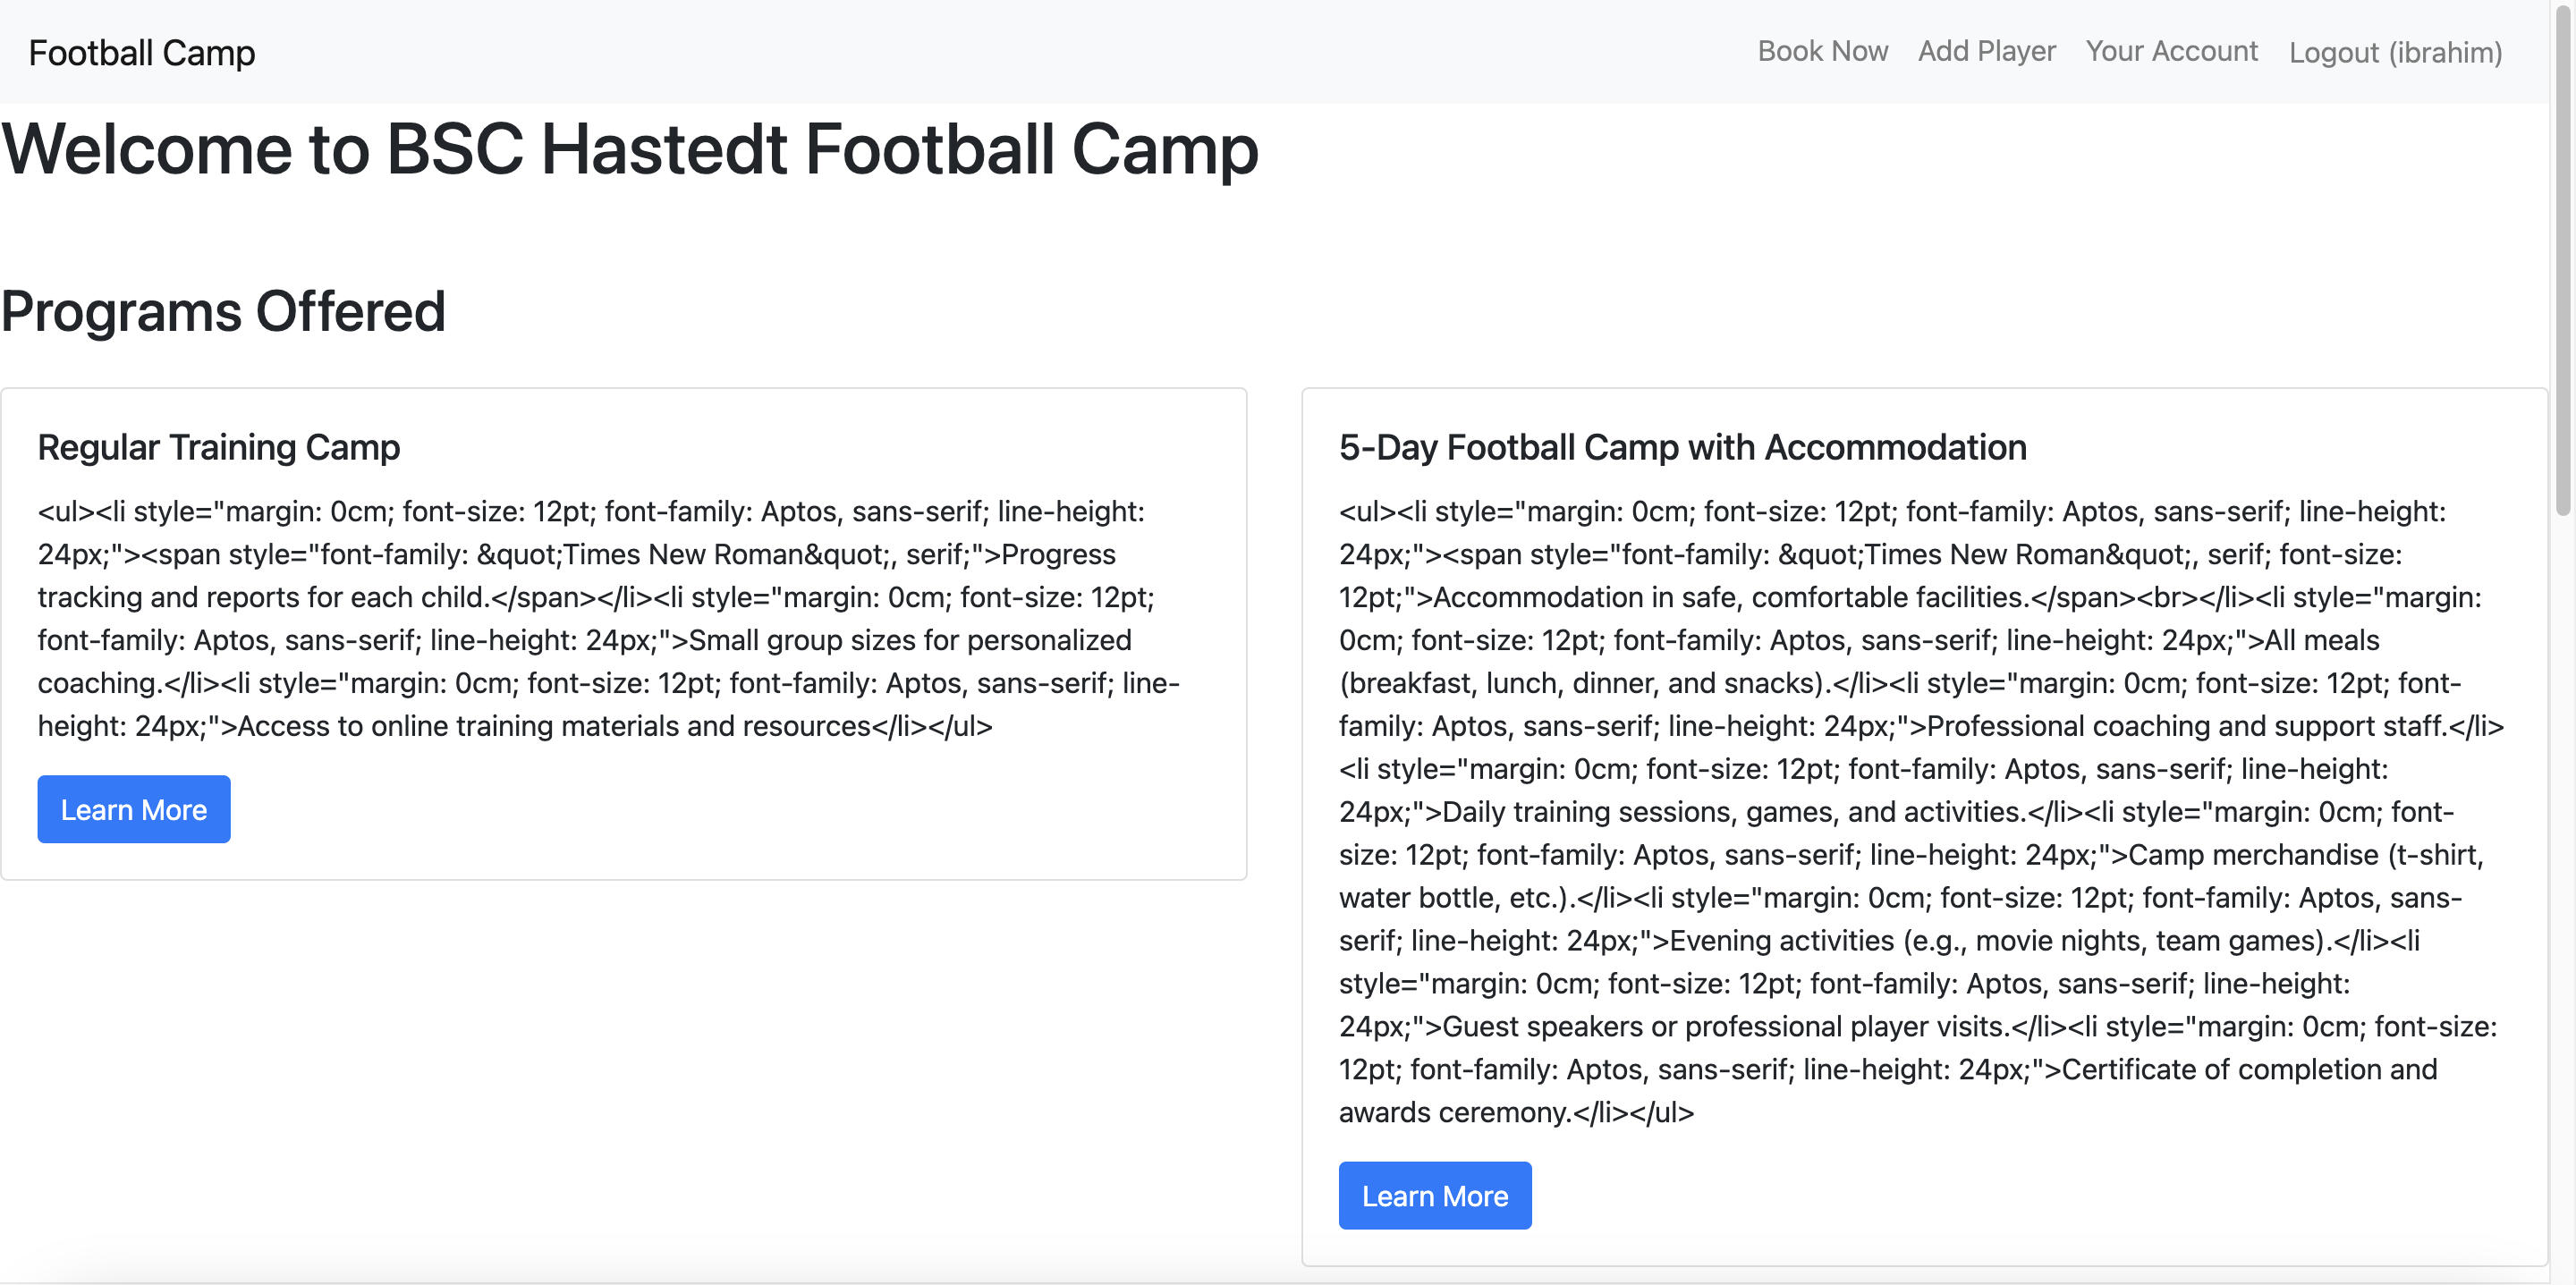 Football Camp
Book Now Add Player Your Account Logout (ibrahim)
Welcome to BSC Hastedt Football Camp
Programs Offered
Regular Training Camp
<ul><li style="margin: 0cm; font-size: 12pt; font-family: Aptos, sans-serif; line-height:
24px;"><span style="font-family: &quot;Times New Roman&quot;, serif;">Progress
tracking and reports for each child.</span></li><li style="margin: 0cm; font-size: 12pt;
font-family: Aptos, sans-serif; line-height: 24px;">Small group sizes for personalized
coaching.</li><li style="margin: 0cm; font-size: 12pt; font-family: Aptos, sans-serif; line-
height: 24px;">Access to online training materials and resources</li></ul>
Learn More
5-Day Football Camp with Accommodation
<ul><li style="margin: 0cm; font-size: 12pt; font-family: Aptos, sans-serif; line-height:
24px;"><span style="font-family: &quot;Times New Roman&quot;, serif; font-size:
12pt;">Accommodation in safe, comfortable facilities.</span><br></li><li style="margin:
0cm; font-size: 12pt; font-family: Aptos, sans-serif; line-height: 24px;">All meals
(breakfast, lunch, dinner, and snacks).</li><li style="margin: 0cm; font-size: 12pt; font-
family: Aptos, sans-serif; line-height: 24px;">Professional coaching and support staff.</li>
<li style="margin: 0cm; font-size: 12pt; font-family: Aptos, sans-serif; line-height:
24px;">Daily training sessions, games, and activities.</li><li style="margin: 0cm; font-
size: 12pt; font-family: Aptos, sans-serif; line-height: 24px;">Camp merchandise (t-shirt,
water bottle, etc.).</li><li style="margin: 0cm; font-size: 12pt; font-family: Aptos, sans-
serif; line-height: 24px;">Evening activities (e.g., movie nights, team games).</li><li
style="margin: 0cm; font-size: 12pt; font-family: Aptos, sans-serif; line-height:
24px;">Guest speakers or professional player visits.</li><li style="margin: 0cm; font-size:
12pt; font-family: Aptos, sans-serif; line-height: 24px;">Certificate of completion and
awards ceremony.</li></ul>
Learn More